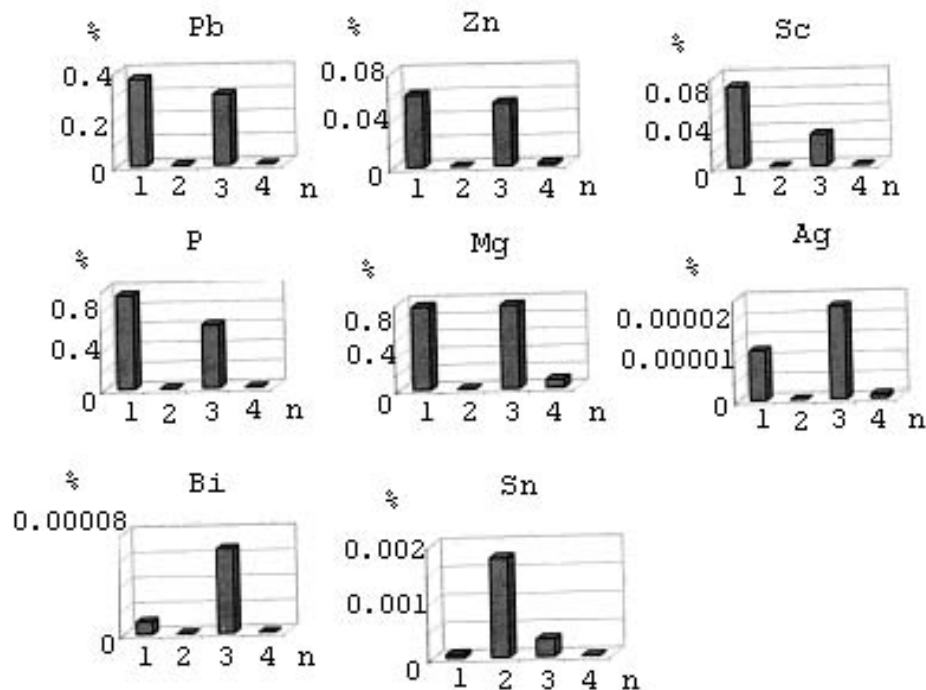 % Pb
0.4
0.2
0
1 2 3 4 n
% Zn
0.08
0.04
0
1 2 3 4 n
% Sc
0.08
0.04
0
1 2 3 4 n
% P
0.8
0.4
0
1 2 3 4 n
% Mg
0.8
0.4
0
1 2 3 4 n
% Ag
0.00002
0.00001
0
1 2 3 4 n
% Bi
0.00008
0
1 2 3 4 n
% Sn
0.002
0.001
0
1 2 3 4 n